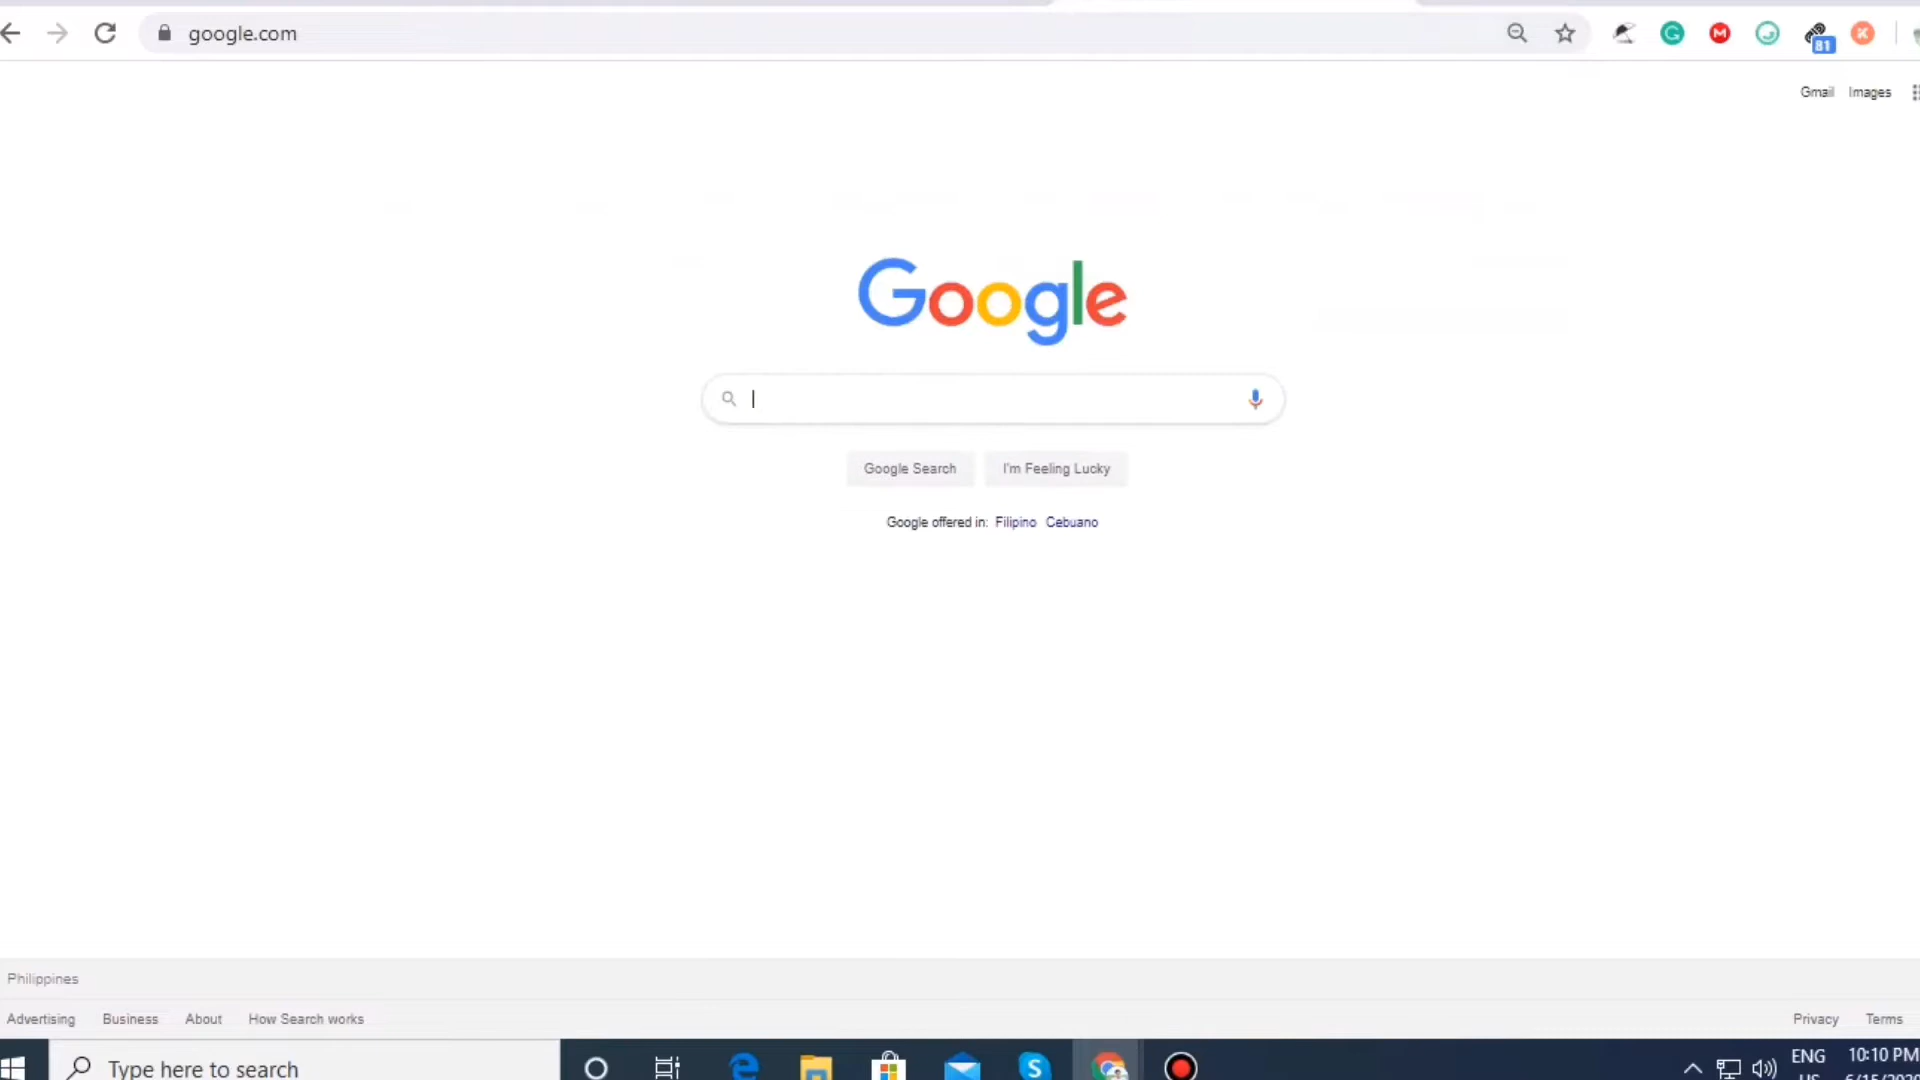 google.com
81
Gmail Images
Google
Google Search I'm Feeling Lucky
Google offered in: Filipino Cebuano
Philippines
Advertising Business About How Search works Privacy Terms
Type here to search
ENG 10:10 PM